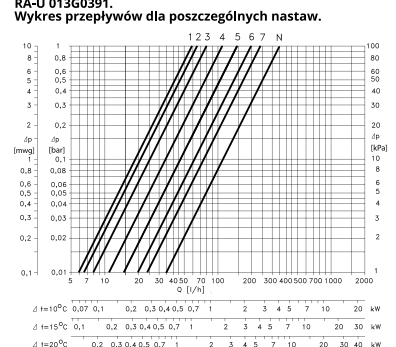 RA-U 013G0391.
Wykres przepływów dla poszczególnych nastaw.
1 2 3 4 5 6 7 N
10 1 100
8 0,8 80
6 0,6 60
5 0,5 50
4 0,4 40
3 0,3 30
2 0,2 20
Δp Δp Δp
[mwg] [bar] [kPa]
1 0,1 10
0,8 0,08 8
0,6 0,06 6
0,5 0,05 5
0,4 0,04 4
0,3 0,03 3
0,2 0,02 2
0,1 0,01 1
5 7 10 20 30 40 50 70 100 200 300 400 500 1000 2000
Q [l/h]
Δ t=10°C 0,07 0,1 0,2 0,3 0,4 0,5 0,7 1 2 3 4 5 7 10 20 kW
Δ t=15°C 0,1 0,2 0,3 0,4 0,5 0,7 1 2 3 4 5 7 10 20 30 kW
Δ t=20°C 0,2 0,3 0,4 0,5 0,7 1 2 3 4 5 7 10 20 30 40 kW